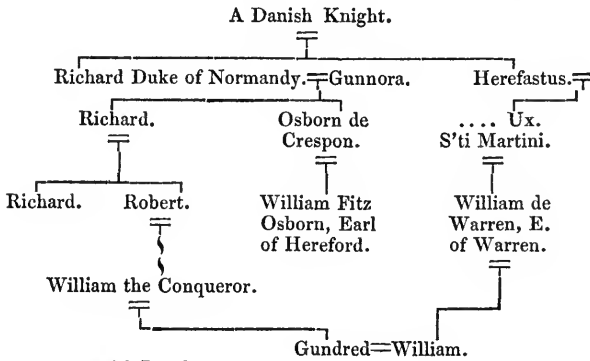 A Danish Knight.
Richard Duke of Normandy. Gunnora. Herefastus.
Richard. Osborn de .... Ux.
Crespon. S'ti Martini.
Richard. Robert. William Fitz William de
Osborn, Earl Warren, E.
of Hereford. of Warren.
William the Conqueror.
Gundred=William.